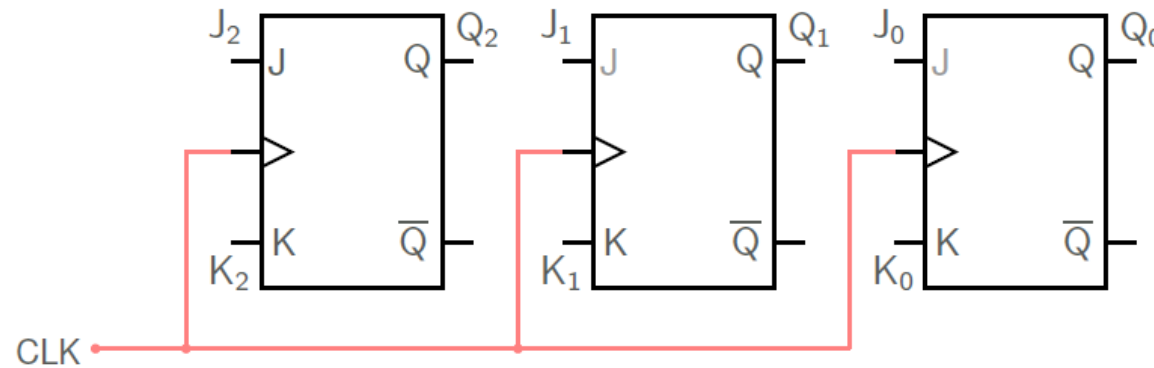 J₂ Q₂ J₁ Q₁ J₀ Q₀
J Q J Q J Q
K Q̅ K Q̅ K Q̅
K₂ K₁ K₀
CLK